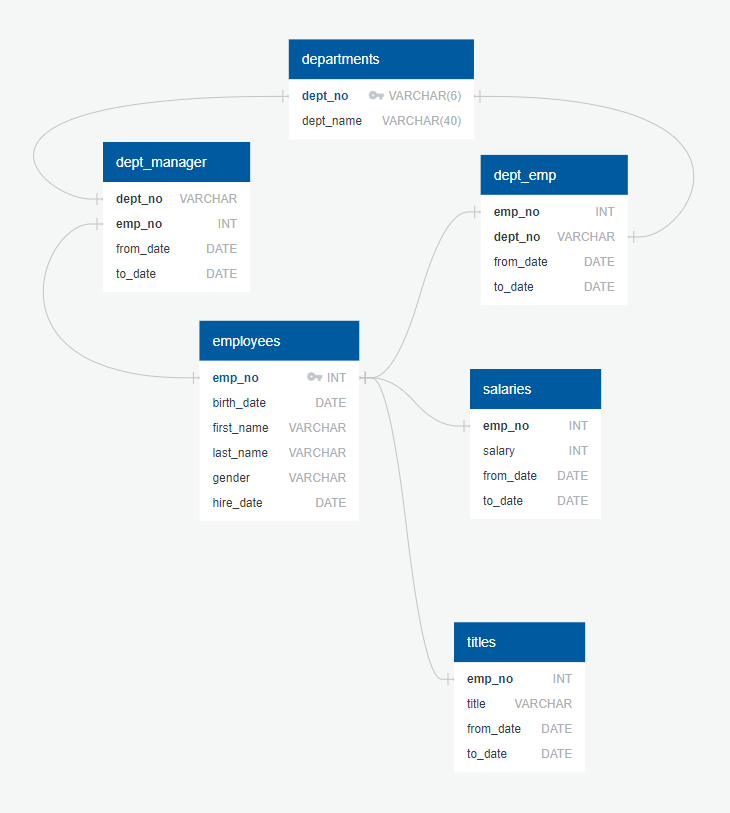 departments
dept_no VARCHAR(6)
dept_name VARCHAR(40)
dept_manager
dept_no VARCHAR
emp_no INT
from_date DATE
to_date DATE
dept_emp
emp_no INT
dept_no VARCHAR
from_date DATE
to_date DATE
employees
emp_no INT
birth_date DATE
first_name VARCHAR
last_name VARCHAR
gender VARCHAR
hire_date DATE
salaries
emp_no INT
salary INT
from_date DATE
to_date DATE
titles
emp_no INT
title VARCHAR
from_date DATE
to_date DATE